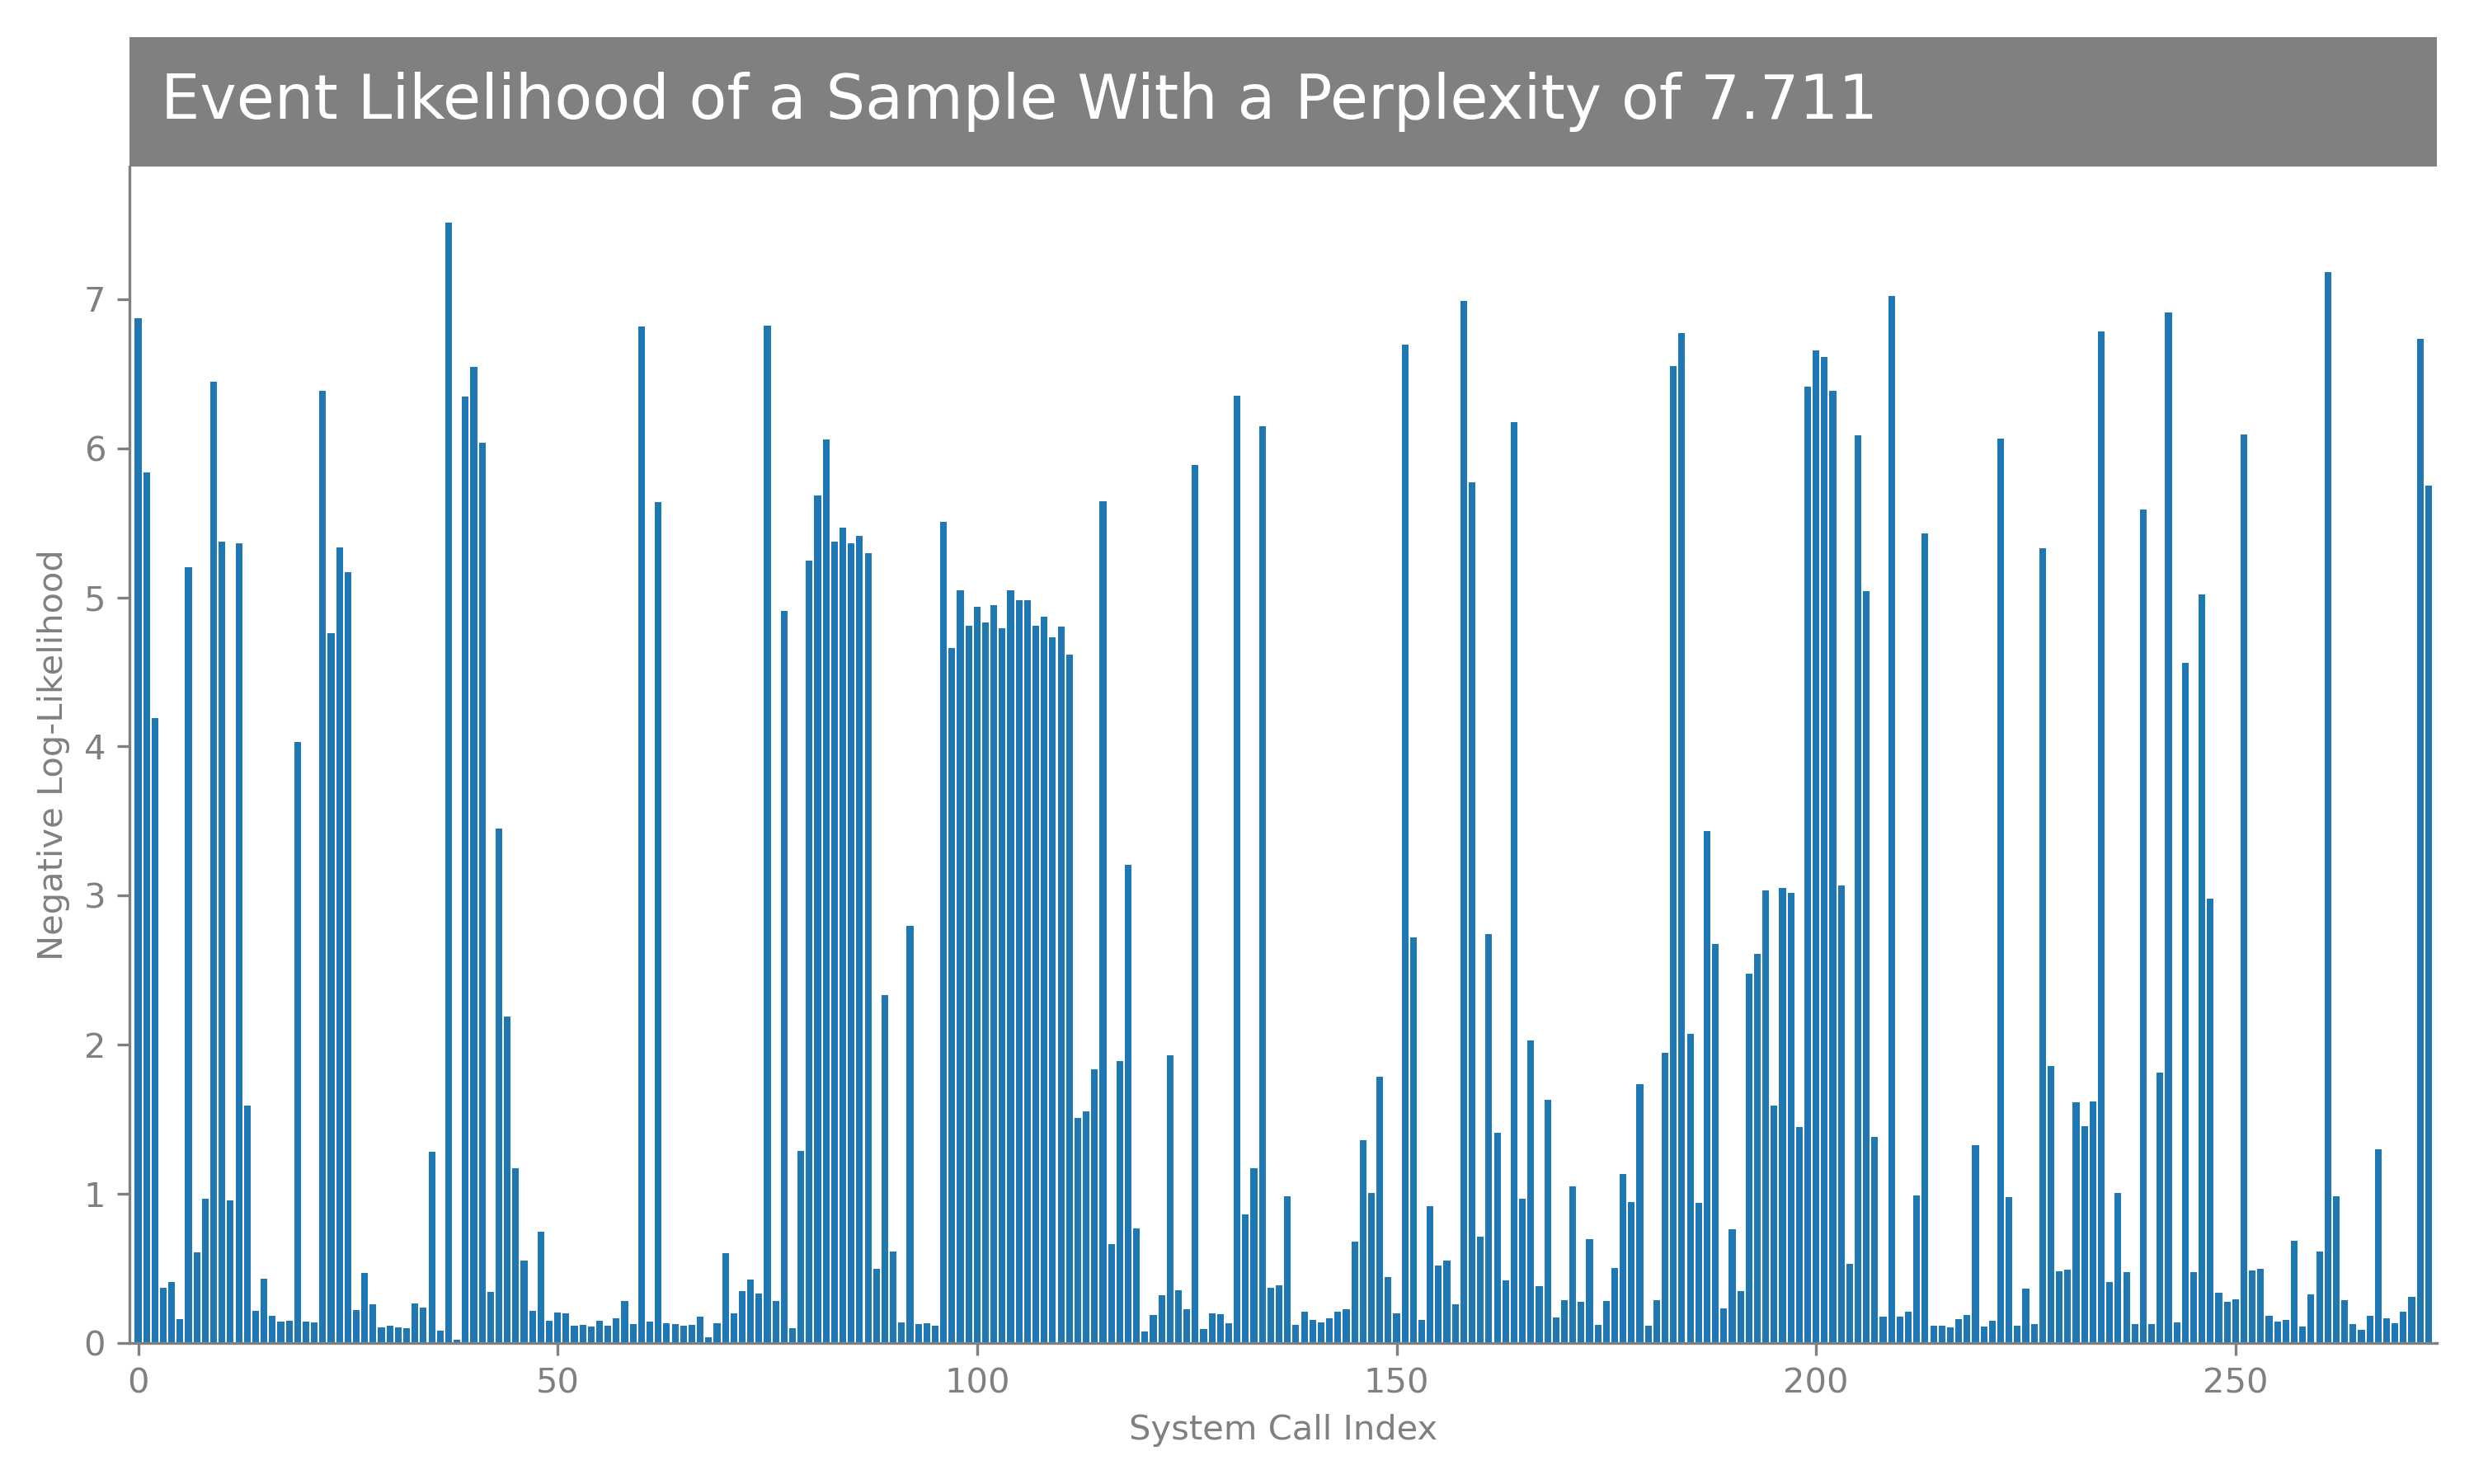 Event Likelihood of a Sample With a Perplexity of 7.711
Negative Log-Likelihood
7
6
5
4
3
2
1
0
0 50 100 150 200 250
System Call Index